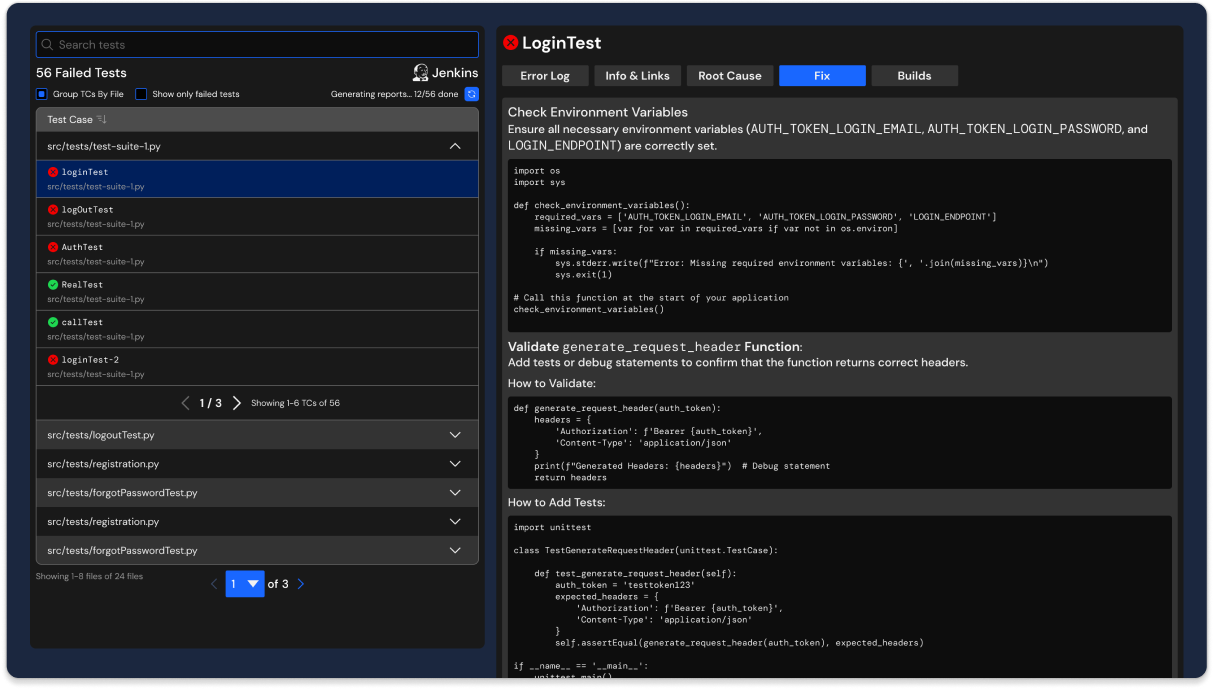 Search tests
56 Failed Tests
Jenkins
Group TCs By File
Show only failed tests
Generating reports... 12/56 done
Test Case
src/tests/test-suite-1.py
loginTest
src/tests/test-suite-1.py
logOutTest
src/tests/test-suite-1.py
AuthTest
src/tests/test-suite-1.py
RealTest
src/tests/test-suite-1.py
callTest
src/tests/test-suite-1.py
loginTest-2
src/tests/test-suite-1.py
1 / 3
Showing 1-6 TCs of 56
src/tests/logoutTest.py
src/tests/registration.py
src/tests/forgotPasswordTest.py
src/tests/registration.py
src/tests/forgotPasswordTest.py
Showing 1-8 files of 24 files
1
of 3
LoginTest
Error Log
Info & Links
Root Cause
Fix
Builds
Check Environment Variables
Ensure all necessary environment variables (AUTH_TOKEN_LOGIN_EMAIL, AUTH_TOKEN_LOGIN_PASSWORD, and
LOGIN_ENDPOINT) are correctly set.
import os
import sys
def check_environment_variables():
    required_vars = ['AUTH_TOKEN_LOGIN_EMAIL', 'AUTH_TOKEN_LOGIN_PASSWORD', 'LOGIN_ENDPOINT']
    missing_vars = [var for var in required_vars if var not in os.environ]
    if missing_vars:
        sys.stderr.write(f"Error: Missing required environment variables: {', '.join(missing_vars)}\n")
        sys.exit(1)
# Call this function at the start of your application
check_environment_variables()
Validate generate_request_header Function:
Add tests or debug statements to confirm that the function returns correct headers.
How to Validate:
def generate_request_header(auth_token):
    headers = {
        'Authorization': f'Bearer {auth_token}',
        'Content-Type': 'application/json'
    }
    print(f"Generated Headers: {headers}")  # Debug statement
    return headers
How to Add Tests:
import unittest
class TestGenerateRequestHeader(unittest.TestCase):
    def test_generate_request_header(self):
        auth_token = 'testtoken123'
        expected_headers = {
            'Authorization': f'Bearer {auth_token}',
            'Content-Type': 'application/json'
        }
        self.assertEqual(generate_request_header(auth_token), expected_headers)
if __name__ == '__main__':
    unittest.main()